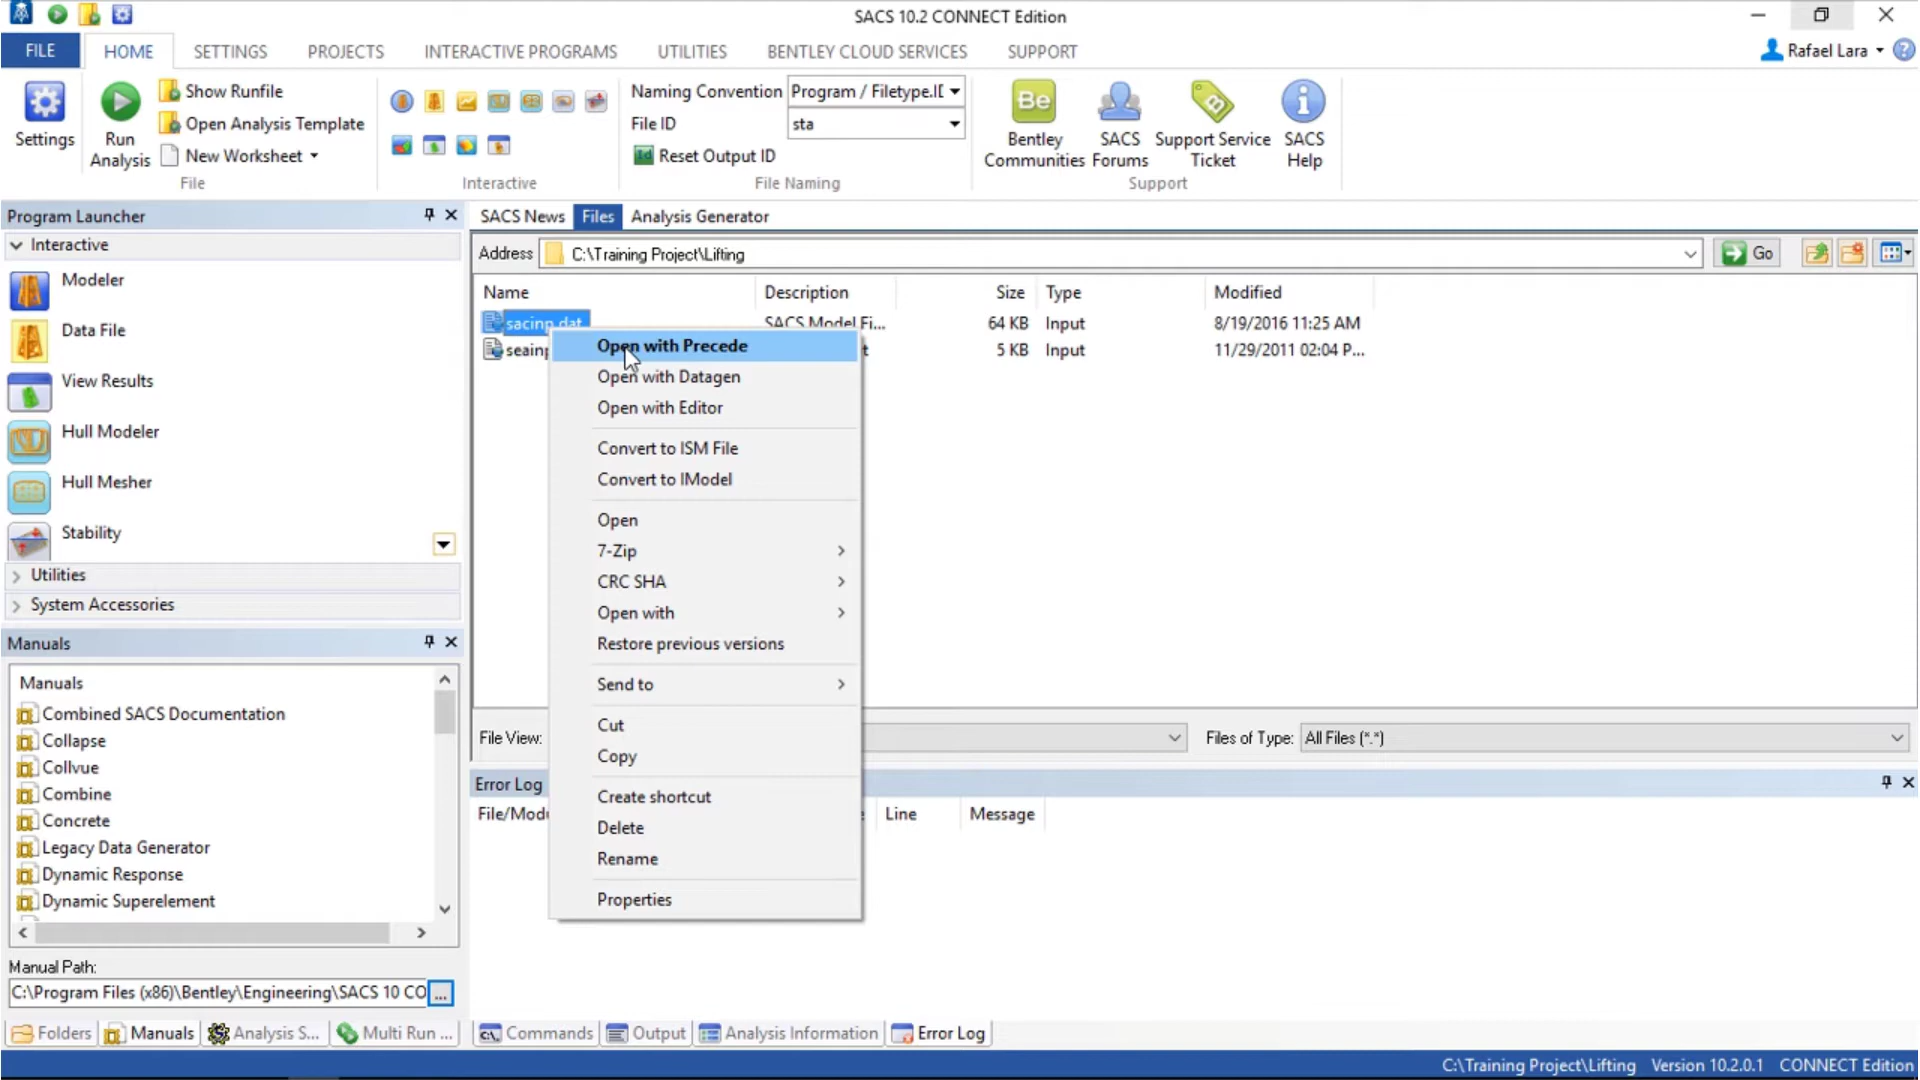 SACS 10.2 CONNECT Edition
FILE HOME SETTINGS PROJECTS INTERACTIVE PROGRAMS UTILITIES BENTLEY CLOUD SERVICES SUPPORT Rafael Lara
Settings
Run
Analysis
Show Runfile
Open Analysis Template
New Worksheet
File
Interactive
Naming Convention Program / Filetype.
File ID sta
Reset Output ID
File Naming
Be
Bentley
Communities
SACS
Forums
Support Service
Ticket
SACS
Help
Support
Program Launcher
Interactive
Modeler
Data File
View Results
Hull Modeler
Hull Mesher
Stability
Utilities
System Accessories
Manuals
Manuals
Combined SACS Documentation
Collapse
Collvue
Combine
Concrete
Legacy Data Generator
Dynamic Response
Dynamic Superelement
Manual Path:
C:\Program Files (x86)\Bentley\Engineering\SACS 10 CO ...
Folders Manuals Analysis S... Multi Run ...
SACS News Files Analysis Generator
Address C:\Training Project\Lifting Go
Name Description Size Type Modified
sacinp.dat SACS Model Fi... 64 KB Input 8/19/2016 11:25 AM
seainp 5 KB Input 11/29/2011 02:04 P...
Open with Precede
Open with Datagen
Open with Editor
Convert to ISM File
Convert to IModel
Open
7-Zip
CRC SHA
Open with
Restore previous versions
Send to
Cut
Copy
Create shortcut
Delete
Rename
Properties
File View: Files of Type: All Files (*.*)
Error Log
File/Modu Line Message
Commands Output Analysis Information Error Log
C:\Training Project\Lifting Version 10.2.0.1 CONNECT Edition